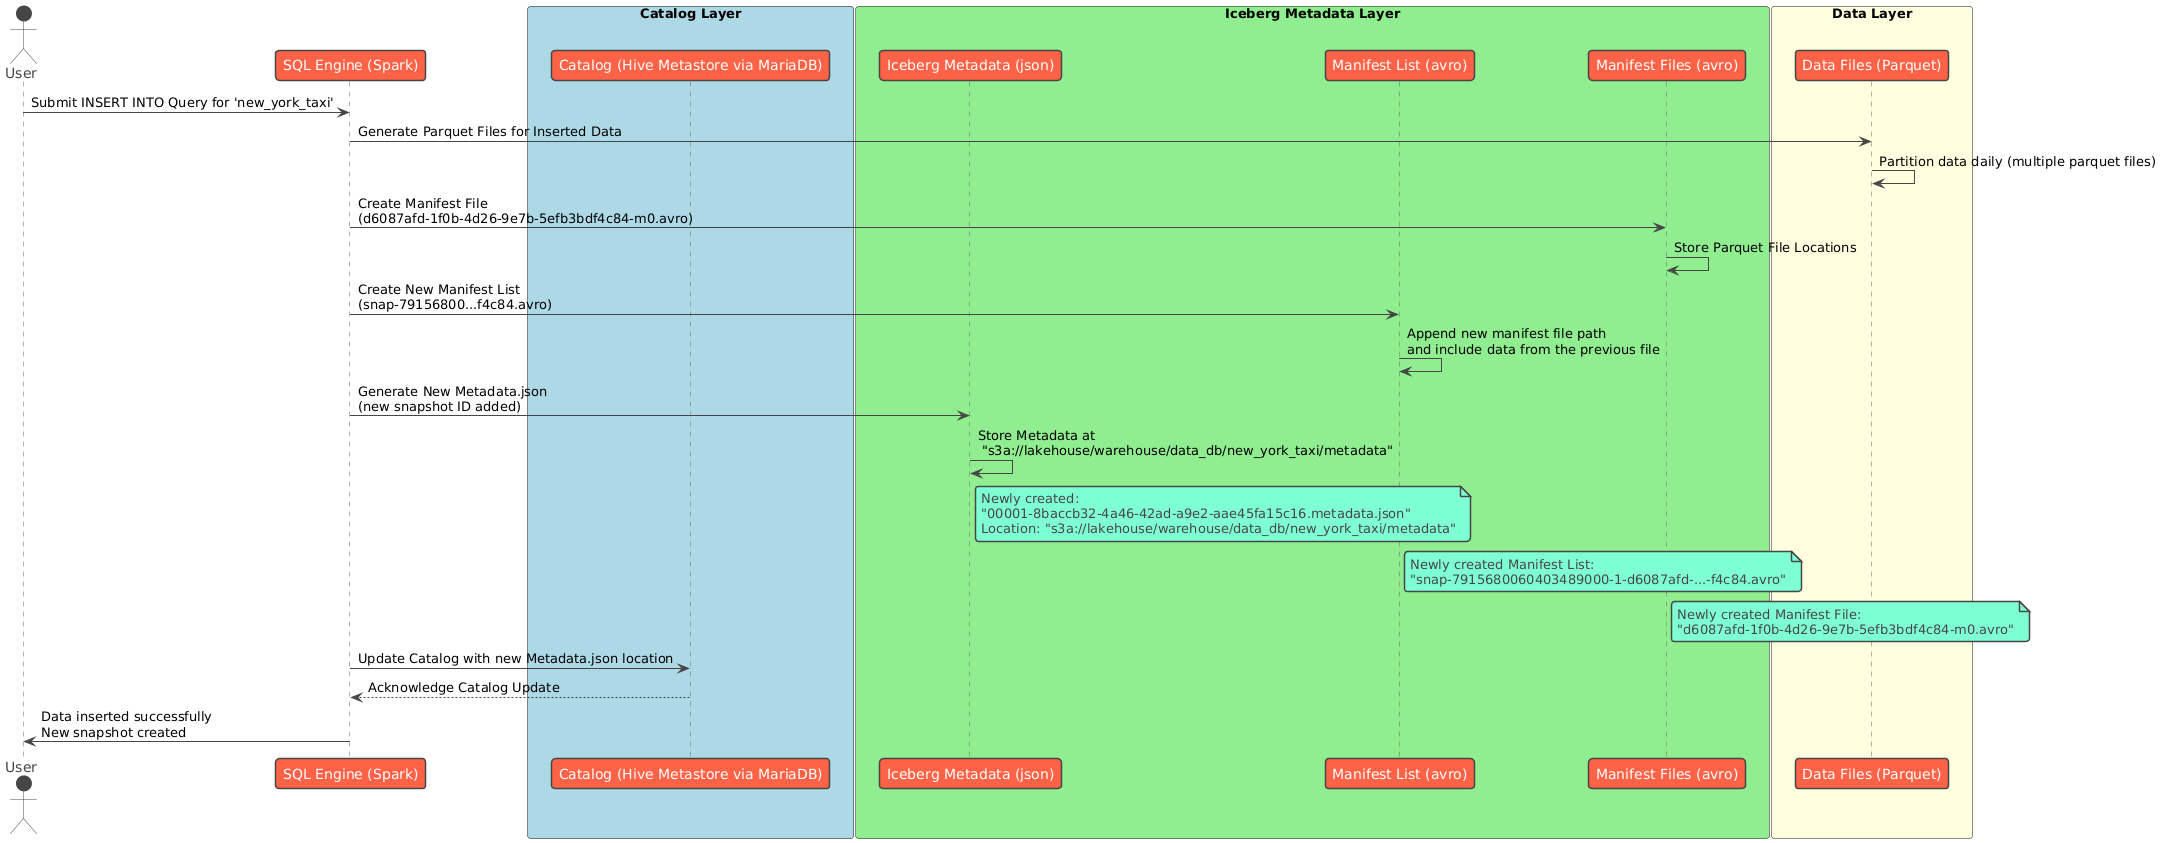 Catalog Layer
Iceberg Metadata Layer
Data Layer
User
SQL Engine (Spark)
Catalog (Hive Metastore via MariaDB)
Iceberg Metadata (json)
Manifest List (avro)
Manifest Files (avro)
Data Files (Parquet)
Submit INSERT INTO Query for 'new_york_taxi'
Generate Parquet Files for Inserted Data
Partition data daily (multiple parquet files)
Create Manifest File
(d6087afd-1f0b-4d26-9e7b-5efb3bdf4c84-m0.avro)
Store Parquet File Locations
Create New Manifest List
(snap-79156800...f4c84.avro)
Append new manifest file path
and include data from the previous file
Generate New Metadata.json
(new snapshot ID added)
Store Metadata at
"s3a://lakehouse/warehouse/data_db/new_york_taxi/metadata"
Newly created:
"00001-8baccb32-4a46-42ad-a9e2-aae45fa15c16.metadata.json"
Location: "s3a://lakehouse/warehouse/data_db/new_york_taxi/metadata"
Newly created Manifest List:
"snap-7915680060403489000-1-d6087afd-...-f4c84.avro"
Newly created Manifest File:
"d6087afd-1f0b-4d26-9e7b-5efb3bdf4c84-m0.avro"
Update Catalog with new Metadata.json location
Acknowledge Catalog Update
Data inserted successfully
New snapshot created
User
SQL Engine (Spark)
Catalog (Hive Metastore via MariaDB)
Iceberg Metadata (json)
Manifest List (avro)
Manifest Files (avro)
Data Files (Parquet)